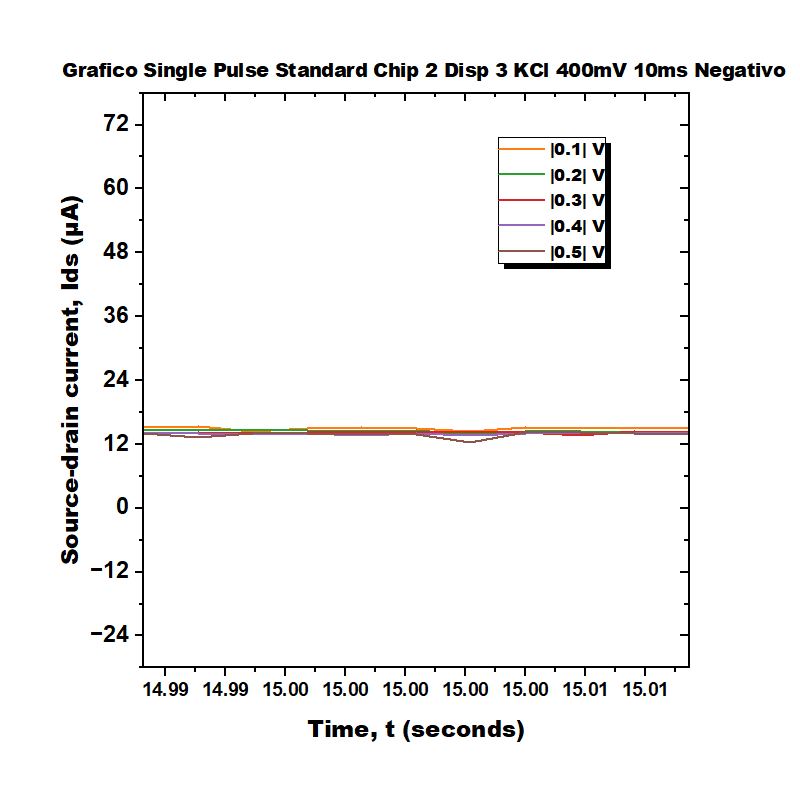 Grafico Single Pulse Standard Chip 2 Disp 3 KCl 400mV 10ms Negativo
|0.1| V
|0.2| V
|0.3| V
|0.4| V
|0.5| V
Source-drain current, Ids (µA)
72
60
48
36
24
12
0
−12
−24
14.99 14.99 15.00 15.00 15.00 15.00 15.00 15.01 15.01
Time, t (seconds)